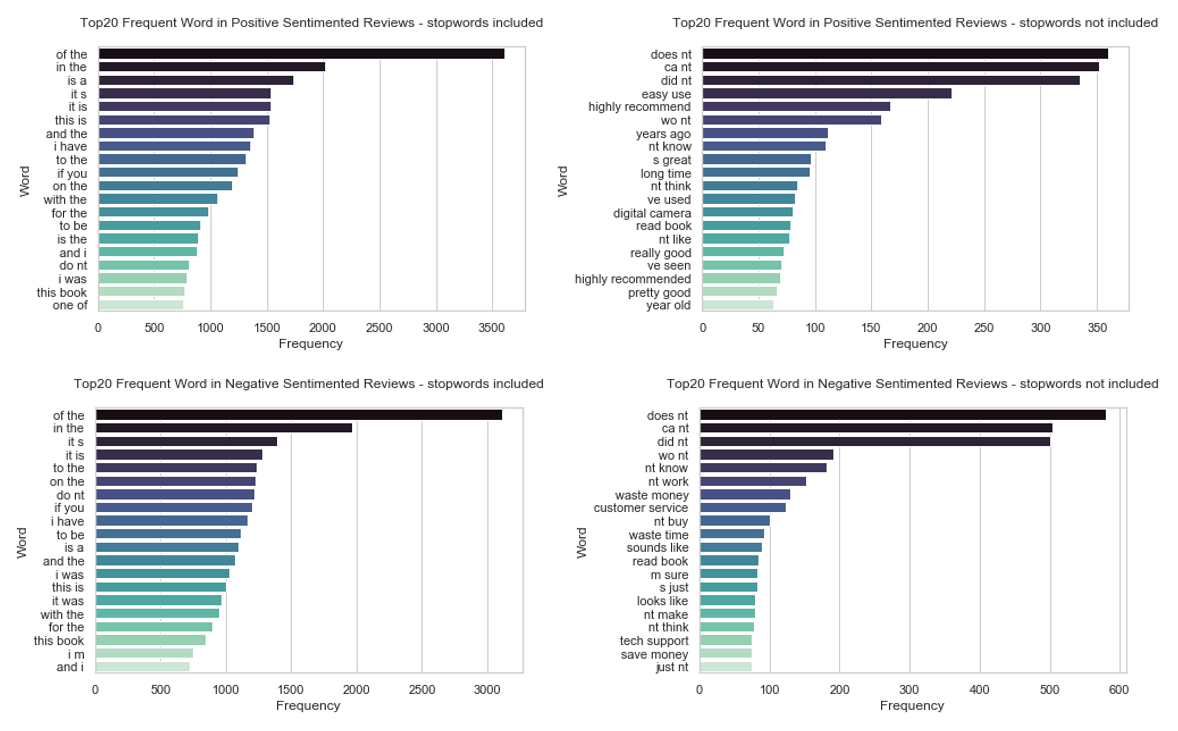 Top20 Frequent Word in Positive Sentimented Reviews - stopwords included
Word
of the
in the
is a
it s
it is
this is
and the
i have
to the
if you
on the
with the
for the
to be
is the
and i
do nt
i was
this book
one of
0 500 1000 1500 2000 2500 3000 3500
Frequency
Top20 Frequent Word in Positive Sentimented Reviews - stopwords not included
Word
does nt
ca nt
did nt
easy use
highly recommend
wo nt
years ago
nt know
s great
long time
nt think
ve used
digital camera
read book
nt like
really good
ve seen
highly recommended
pretty good
year old
0 50 100 150 200 250 300 350
Frequency
Top20 Frequent Word in Negative Sentimented Reviews - stopwords included
Word
of the
in the
it s
it is
to the
on the
do nt
if you
i have
to be
is a
and the
i was
this is
it was
with the
for the
this book
i m
and i
0 500 1000 1500 2000 2500 3000
Frequency
Top20 Frequent Word in Negative Sentimented Reviews - stopwords not included
Word
does nt
ca nt
did nt
wo nt
nt know
nt work
waste money
customer service
nt buy
waste time
sounds like
read book
m sure
s just
looks like
nt make
nt think
tech support
save money
just nt
0 100 200 300 400 500 600
Frequency